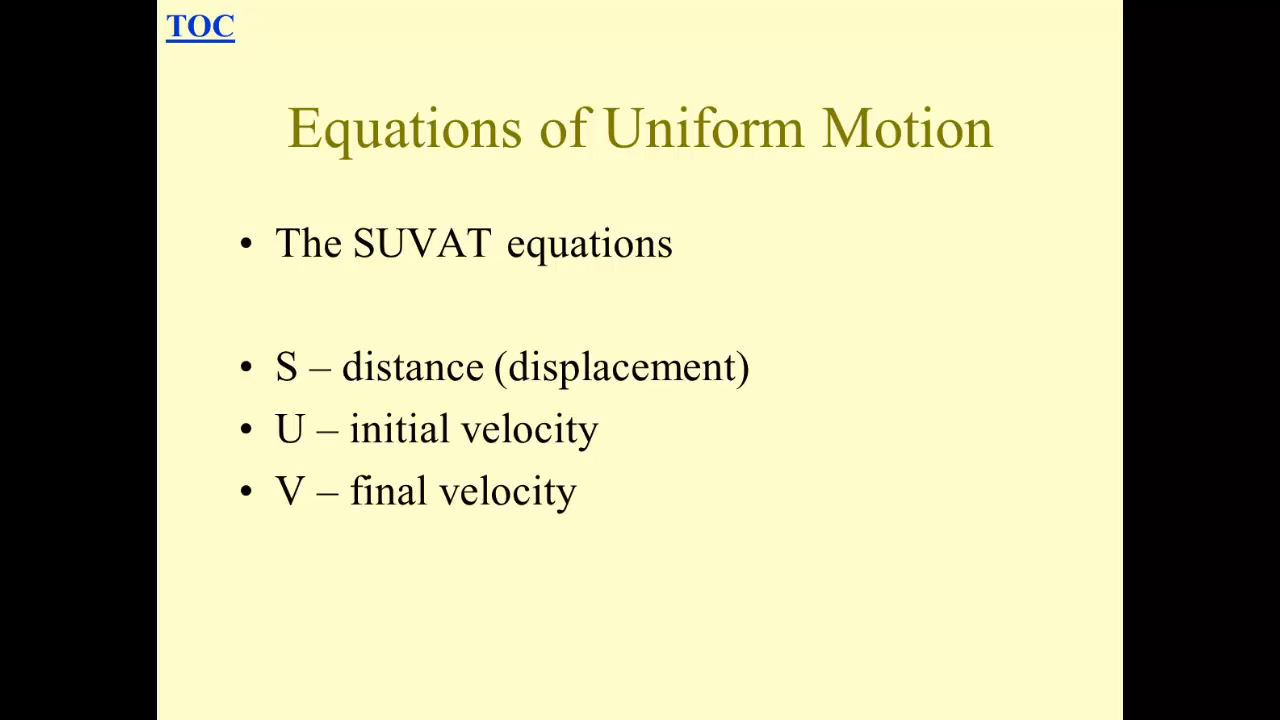 TOC
Equations of Uniform Motion
• The SUVAT equations
• S – distance (displacement)
• U – initial velocity
• V – final velocity